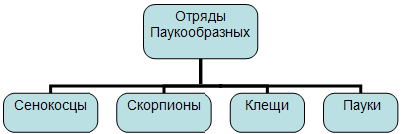 Отряды
Паукообразных
Сенокосцы
Скорпионы
Клещи
Пауки